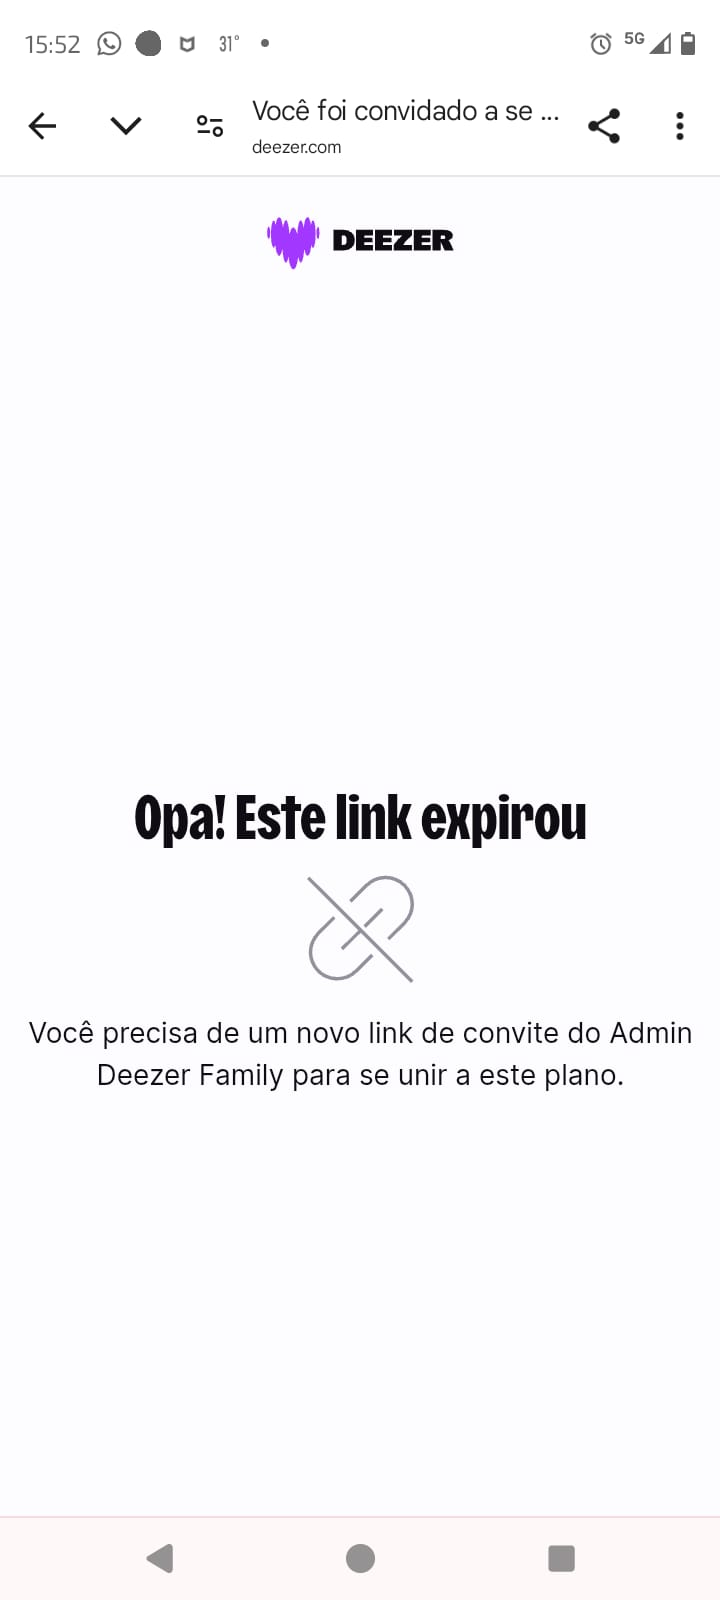 15:52 31° 5G
Você foi convidado a se ...
deezer.com
DEEZER
Opa! Este link expirou
Você precisa de um novo link de convite do Admin
Deezer Family para se unir a este plano.